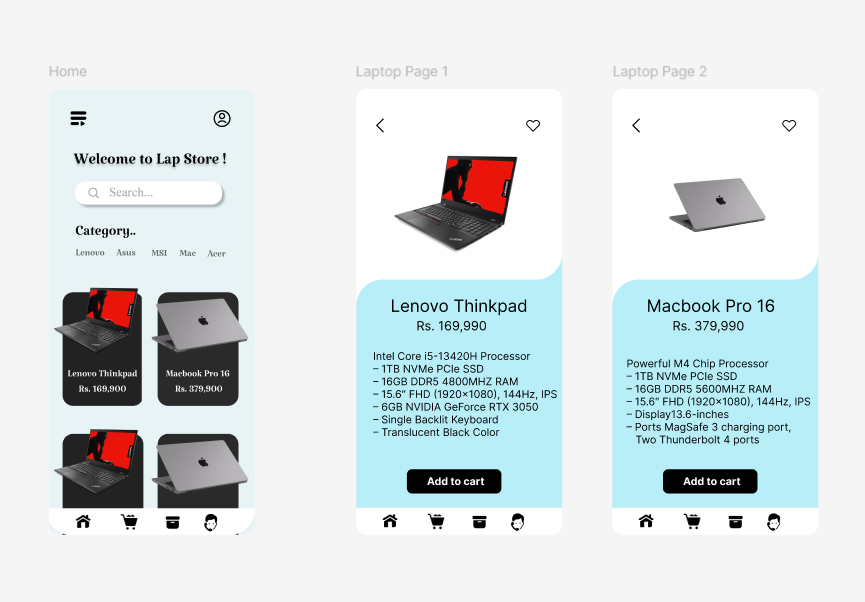 Home
Welcome to Lap Store !
Search...
Category..
Lenovo Asus MSI Mac Acer
Lenovo Thinkpad
Rs. 169,900
Macbook Pro 16
Rs. 379,900
Laptop Page 1
Lenovo Thinkpad
Rs. 169,990
Intel Core i5-13420H Processor
– 1TB NVMe PCIe SSD
– 16GB DDR5 4800MHZ RAM
– 15.6″ FHD (1920×1080), 144Hz, IPS
– 6GB NVIDIA GeForce RTX 3050
– Single Backlit Keyboard
– Translucent Black Color
Add to cart
Laptop Page 2
Macbook Pro 16
Rs. 379,990
Powerful M4 Chip Processor
– 1TB NVMe PCIe SSD
– 16GB DDR5 5600MHZ RAM
– 15.6″ FHD (1920×1080), 144Hz, IPS
– Display13.6-inches
– Ports MagSafe 3 charging port,
Two Thunderbolt 4 ports
Add to cart